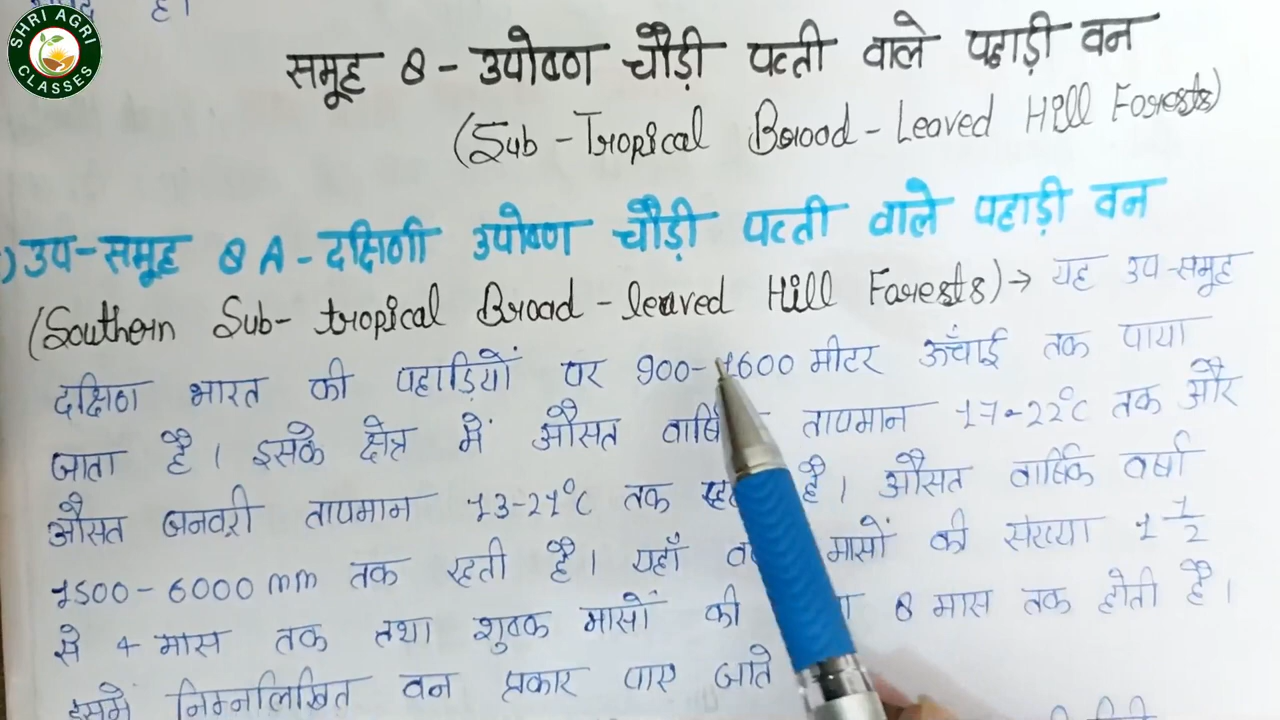 है।
SHRI AGRI CLASSES
समूह 8 - उपोष्ण चौड़ी पत्ती वाले पहाड़ी वन
(Sub - Tropical Broad - Leaved Hill Forests)
) उप-समूह 8 A - दक्षिणी उपोष्ण चौड़ी पत्ती वाले पहाड़ी वन
(Southern Sub- tropical Broad - leaved Hill Forests) → यह उप-समूह
दक्षिण भारत की पहाड़ियों पर 900-1600 मीटर ऊँचाई तक पाया
जाता है। इसके क्षेत्र में औसत तापमान 17-22°C तक और
औसत जनवरी तापमान 13-21°C तक है। औसत वार्षिक वर्षा
1500-6000 mm तक रहती है। यहाँ मासों की संख्या 1 1/2
से 4 मास तक तथा शुष्क मासों की 8 मास तक होती है।
इसमें निम्नलिखित वन प्रकार पाए जाते